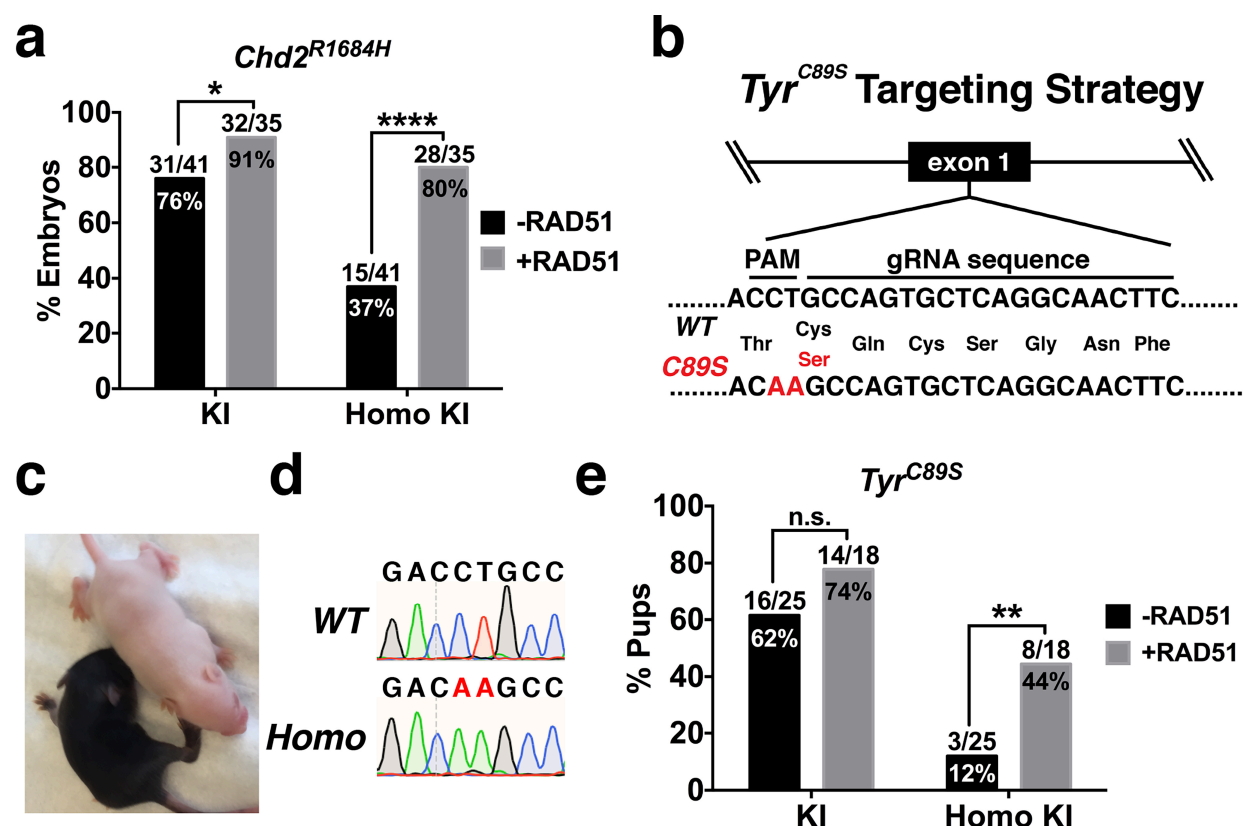 a
Chd2R1684H
% Embryos
100
80
60
40
20
0
*
31/41
76%
32/35
91%
****
15/41
37%
28/35
80%
KI
Homo KI
-RAD51
+RAD51
b
TyrC89S Targeting Strategy
exon 1
PAM
gRNA sequence
........ACCTGCCAGTGCTCAGGCAACTTC........
WT
Thr Cys Gln Cys Ser Gly Asn Phe
C89S
Ser
........ACAAGCCAGTGCTCAGGCAACTTC........
c
d
GACCTGCC
WT
GACAAGCC
Homo
e
TyrC89S
% Pups
100
80
60
40
20
0
n.s.
16/25
62%
14/18
74%
**
3/25
12%
8/18
44%
KI
Homo KI
-RAD51
+RAD51